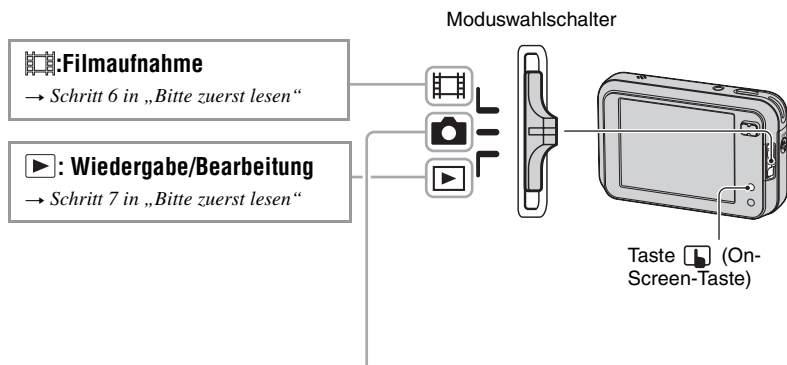 Moduswahlschalter
:Filmaufnahme
→ Schritt 6 in „Bitte zuerst lesen“
: Wiedergabe/Bearbeitung
→ Schritt 7 in „Bitte zuerst lesen“
Taste (On-
Screen-Taste)